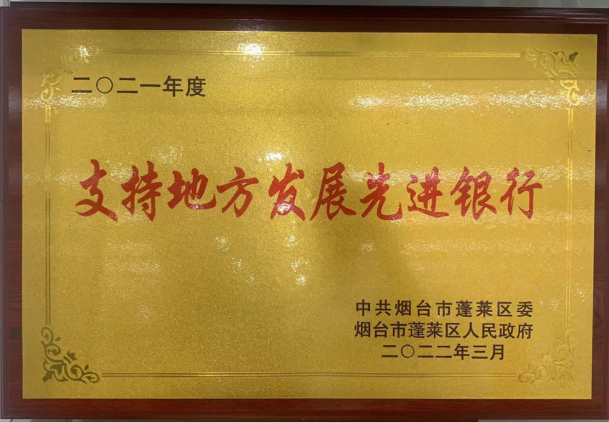 二〇二一年度
支持地方发展先进银行
中共烟台市蓬莱区委
烟台市蓬莱区人民政府
二〇二二年三月